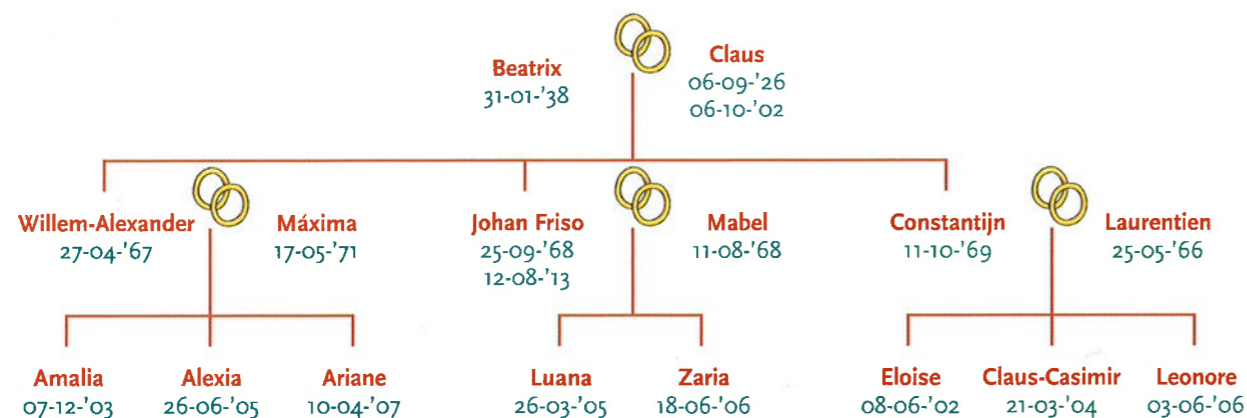 Beatrix
31-01-'38
Claus
06-09-'26
06-10-'02
Willem-Alexander
27-04-'67
Máxima
17-05-'71
Johan Friso
25-09-'68
12-08-'13
Mabel
11-08-'68
Constantijn
11-10-'69
Laurentien
25-05-'66
Amalia
07-12-'03
Alexia
26-06-'05
Ariane
10-04-'07
Luana
26-03-'05
Zaria
18-06-'06
Eloise
08-06-'02
Claus-Casimir
21-03-'04
Leonore
03-06-'06